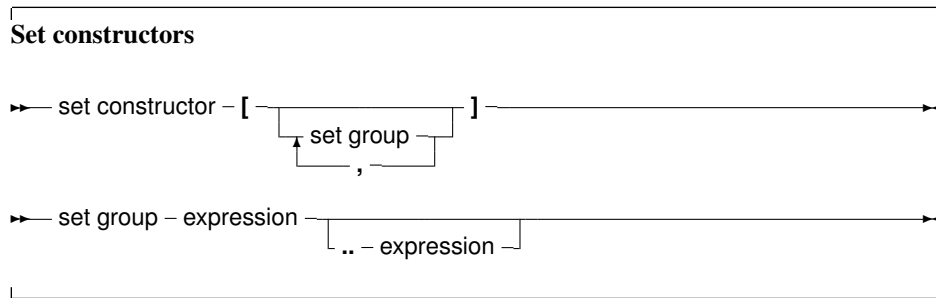 Set constructors
set constructor [ ]
set group
,
set group expression
.. expression